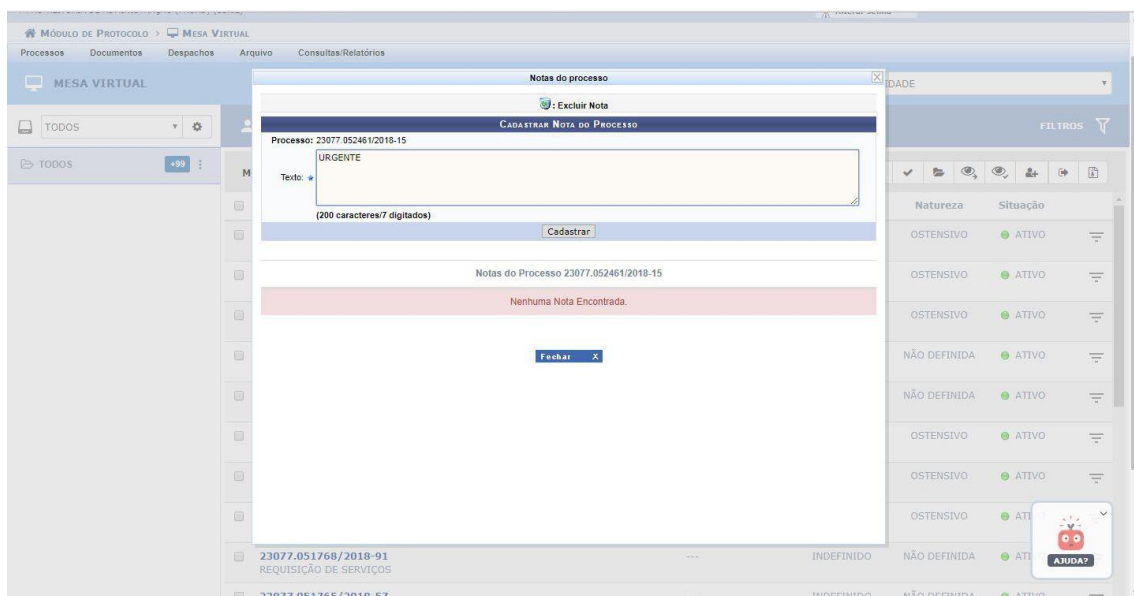 MÓDULO DE PROTOCOLO > MESA VIRTUAL
Processos Documentos Despachos Arquivo Consultas/Relatórios
MESA VIRTUAL
Notas do processo
IDADE
: Excluir Nota
TODOS
CADASTRAR NOTA DO PROCESSO
FILTROS
Processo: 23077.052461/2018-15
TODOS
+99
Texto:
URGENTE
M
(200 caracteres/7 digitados)
Natureza Situação
Cadastrar
OSTENSIVO ATIVO
Notas do Processo 23077.052461/2018-15
OSTENSIVO ATIVO
Nenhuma Nota Encontrada.
OSTENSIVO ATIVO
Fechar X
NÃO DEFINIDA ATIVO
NÃO DEFINIDA ATIVO
OSTENSIVO ATIVO
OSTENSIVO ATIVO
OSTENSIVO ATI
23077.051768/2018-91 --- INDEFINIDO NÃO DEFINIDA ATI
REQUISIÇÃO DE SERVIÇOS
AJUDA?